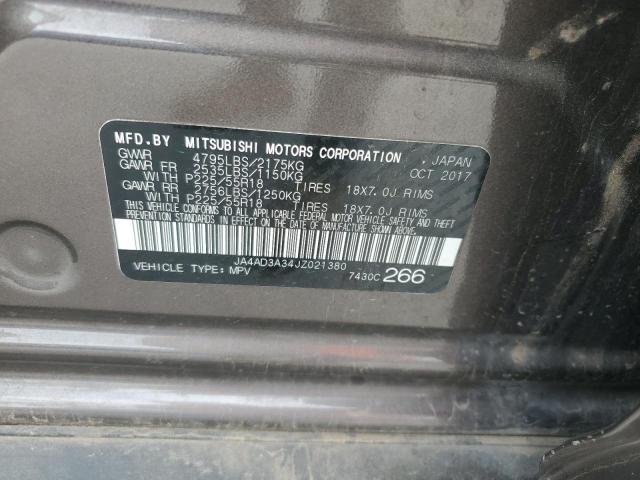 MFD.BY MITSUBISHI MOTORS CORPORATION . JAPAN
GVWR 4795LBS/2175KG OCT 2017
GAWR FR 2535LBS/1150KG
WITH P225/55R18 TIRES 18X7.0J RIMS
GAWR RR 2756LBS/1250KG
WITH P225/55R18 TIRES 18X7.0J RIMS
THIS VEHICLE CONFORMS TO ALL APPLICABLE FEDERAL MOTOR VEHICLE SAFETY AND THEFT
PREVENTION STANDARDS IN EFFECT ON THE DATE OF MANUFACTURE SHOWN ABOVE.
JA4AD3A34JZ021380
VEHICLE TYPE: MPV 7430C 266